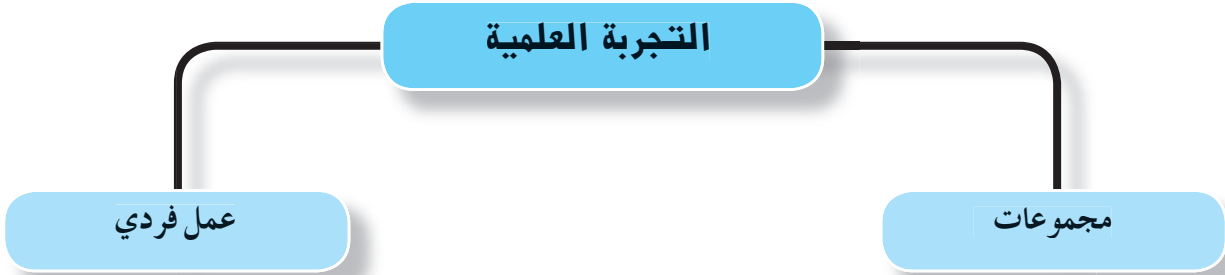 التجربة العلمية
مجموعات
عمل فردي